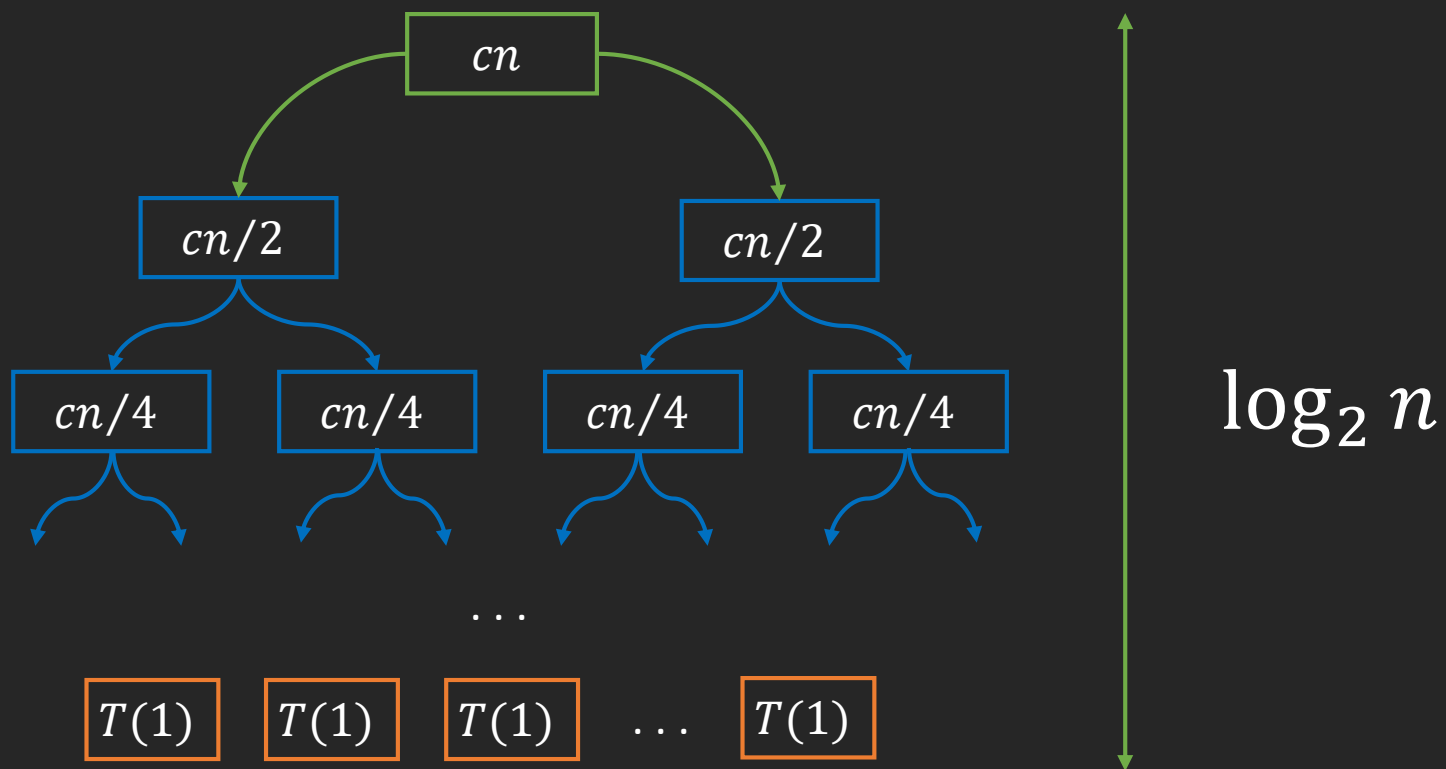 cn
cn/2 cn/2
cn/4 cn/4 cn/4 cn/4
log₂ n
. . .
T(1) T(1) T(1) . . . T(1)